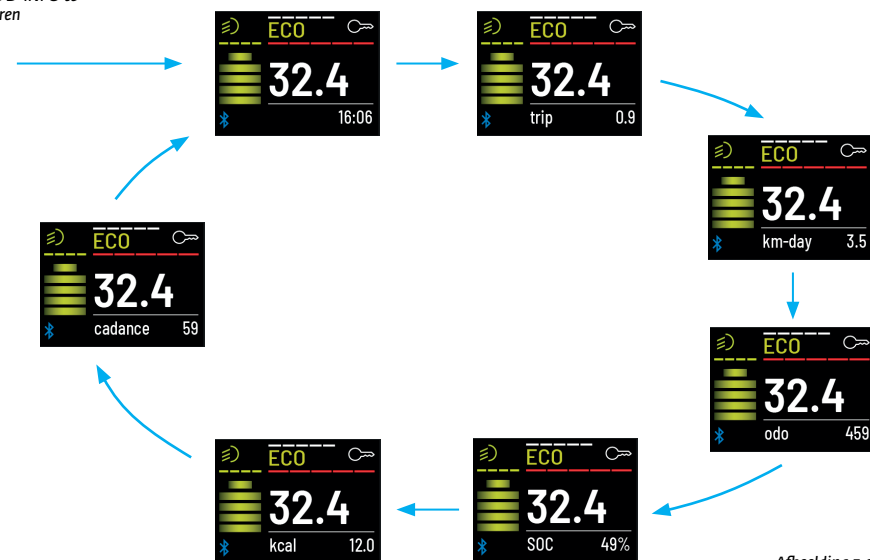 ren
ECO
32.4
16:06
ECO
32.4
trip 0.9
ECO
32.4
km-day 3.5
ECO
32.4
odo 459
ECO
32.4
SOC 49%
ECO
32.4
kcal 12.0
ECO
32.4
cadance 59